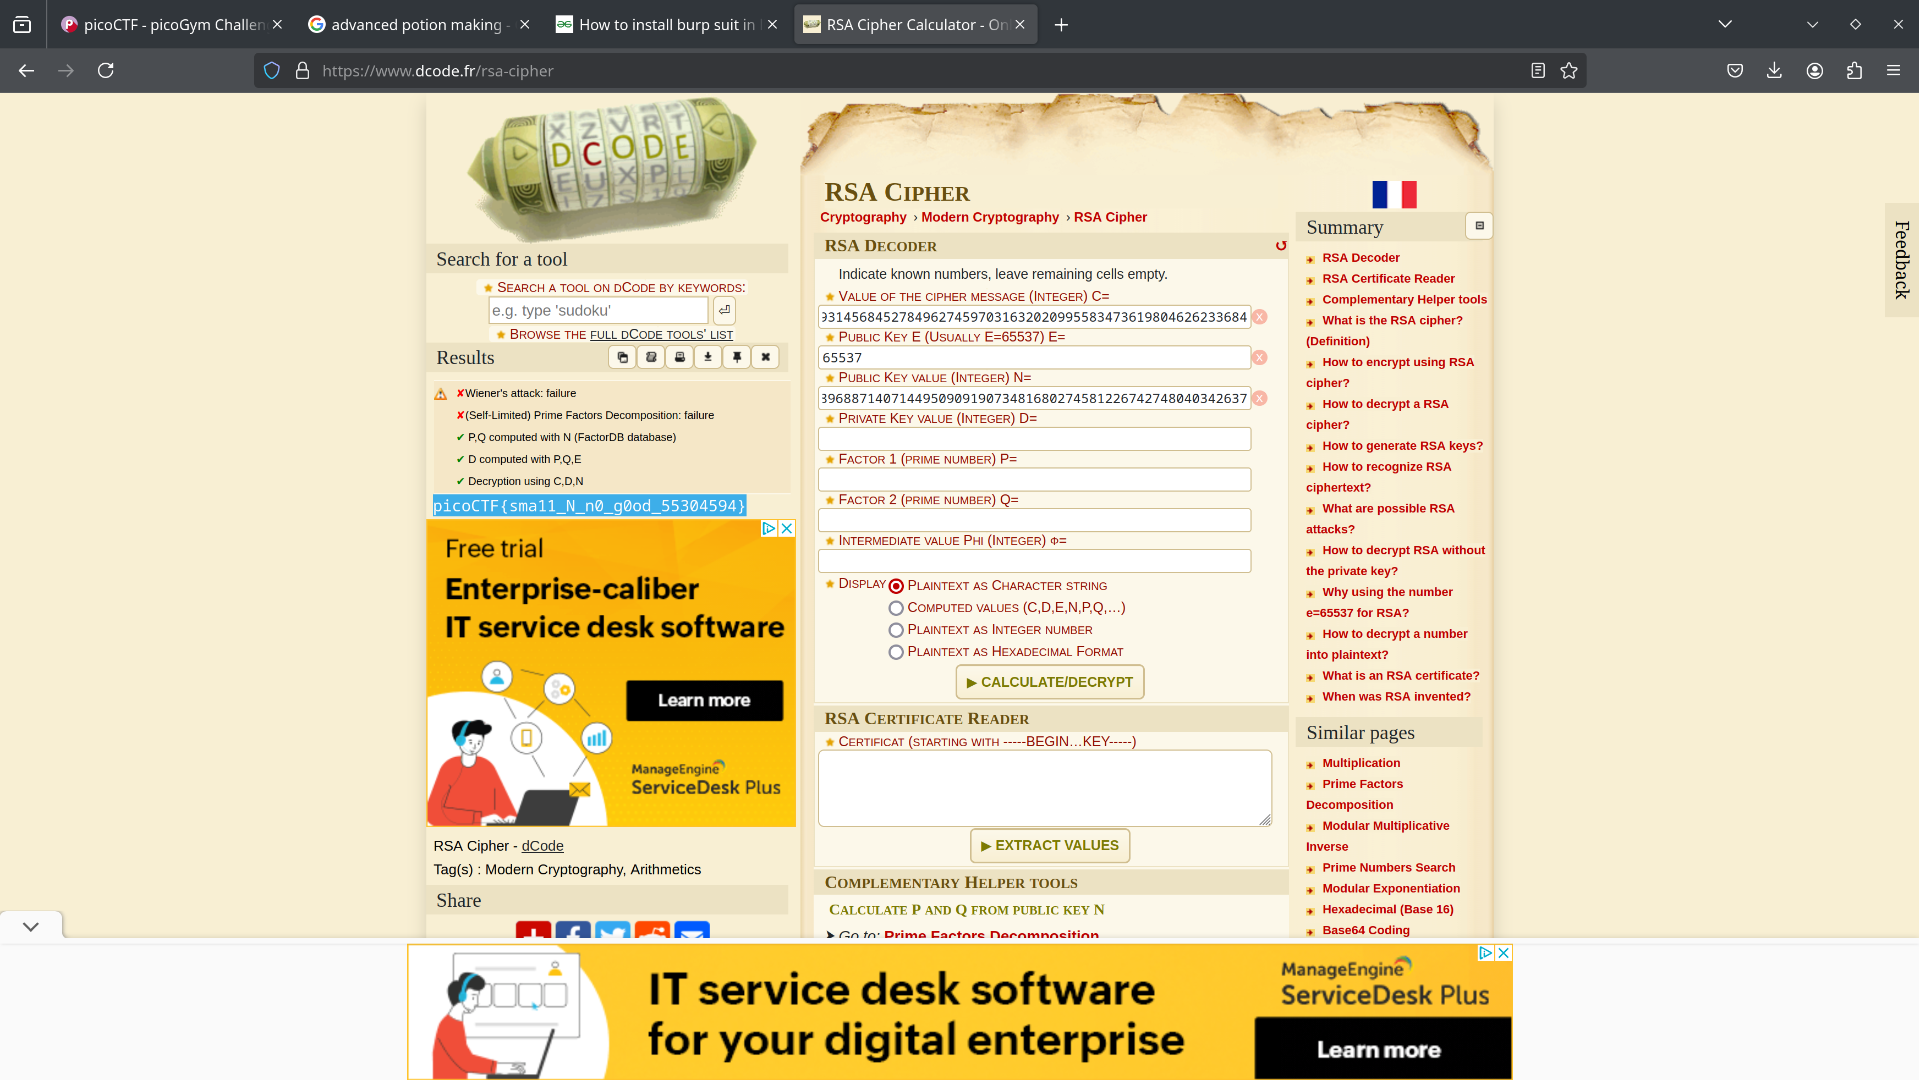 picoCTF - picoGym Challen
advanced potion making -
How to install burp suit in
RSA Cipher Calculator - On
https://www.dcode.fr/rsa-cipher
XZVRT
DCODE
EUXPL
Search for a tool
Search a tool on dCode by keywords:
e.g. type 'sudoku'
Browse the full dCode tools' list
Results
Wiener's attack: failure
(Self-Limited) Prime Factors Decomposition: failure
P,Q computed with N (FactorDB database)
D computed with P,Q,E
Decryption using C,D,N
picoCTF{sma11_N_n0_g0od_55304594}
Free trial
Enterprise-caliber
IT service desk software
Learn more
ManageEngine
ServiceDesk Plus
RSA Cipher - dCode
Tag(s) : Modern Cryptography, Arithmetics
Share
RSA Cipher
Cryptography › Modern Cryptography › RSA Cipher
RSA Decoder
Indicate known numbers, leave remaining cells empty.
Value of the cipher message (Integer) C=
93145684527849627459703163202099558347361980462623​3684
Public Key E (Usually E=65537) E=
65537
Public Key value (Integer) N=
396887140714495090919073481680274581226742748040342637
Private Key value (Integer) D=
Factor 1 (prime number) P=
Factor 2 (prime number) Q=
Intermediate value Phi (Integer) Φ=
Display
Plaintext as Character string
Computed values (C,D,E,N,P,Q,…)
Plaintext as Integer number
Plaintext as Hexadecimal Format
▶ CALCULATE/DECRYPT
RSA Certificate Reader
Certificat (starting with -----BEGIN…KEY-----)
▶ EXTRACT VALUES
Complementary Helper tools
Calculate P and Q from public key N
Go to: Prime Factors Decomposition
Summary
RSA Decoder
RSA Certificate Reader
Complementary Helper tools
What is the RSA cipher?
(Definition)
How to encrypt using RSA
cipher?
How to decrypt a RSA
cipher?
How to generate RSA keys?
How to recognize RSA
ciphertext?
What are possible RSA
attacks?
How to decrypt RSA without
the private key?
Why using the number
e=65537 for RSA?
How to decrypt a number
into plaintext?
What is an RSA certificate?
When was RSA invented?
Similar pages
Multiplication
Prime Factors
Decomposition
Modular Multiplicative
Inverse
Prime Numbers Search
Modular Exponentiation
Hexadecimal (Base 16)
Base64 Coding
Feedback
IT service desk software
for your digital enterprise
ManageEngine
ServiceDesk Plus
Learn more